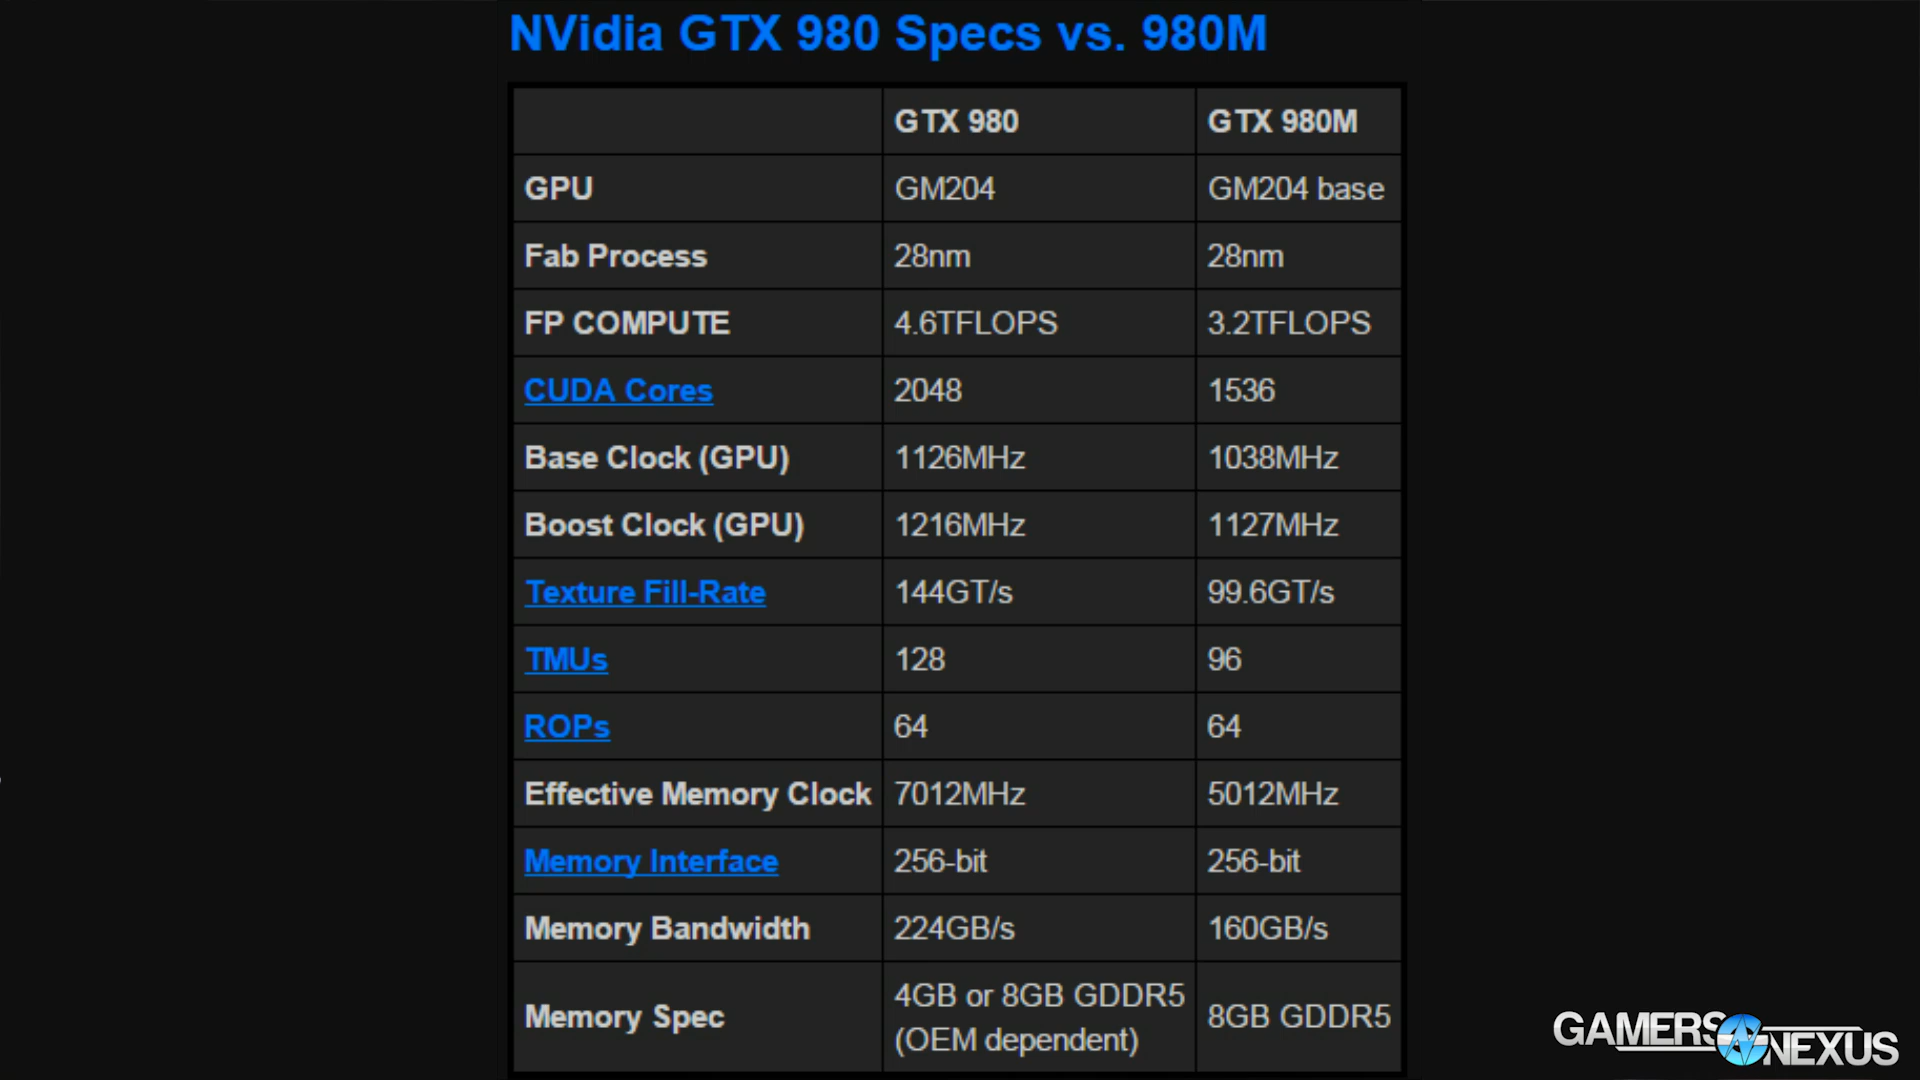 NVidia GTX 980 Specs vs. 980M
GTX 980 GTX 980M
GPU GM204 GM204 base
Fab Process 28nm 28nm
FP COMPUTE 4.6TFLOPS 3.2TFLOPS
CUDA Cores 2048 1536
Base Clock (GPU) 1126MHz 1038MHz
Boost Clock (GPU) 1216MHz 1127MHz
Texture Fill-Rate 144GT/s 99.6GT/s
TMUs 128 96
ROPs 64 64
Effective Memory Clock 7012MHz 5012MHz
Memory Interface 256-bit 256-bit
Memory Bandwidth 224GB/s 160GB/s
Memory Spec 4GB or 8GB GDDR5 (OEM dependent) 8GB GDDR5
GAMERS NEXUS